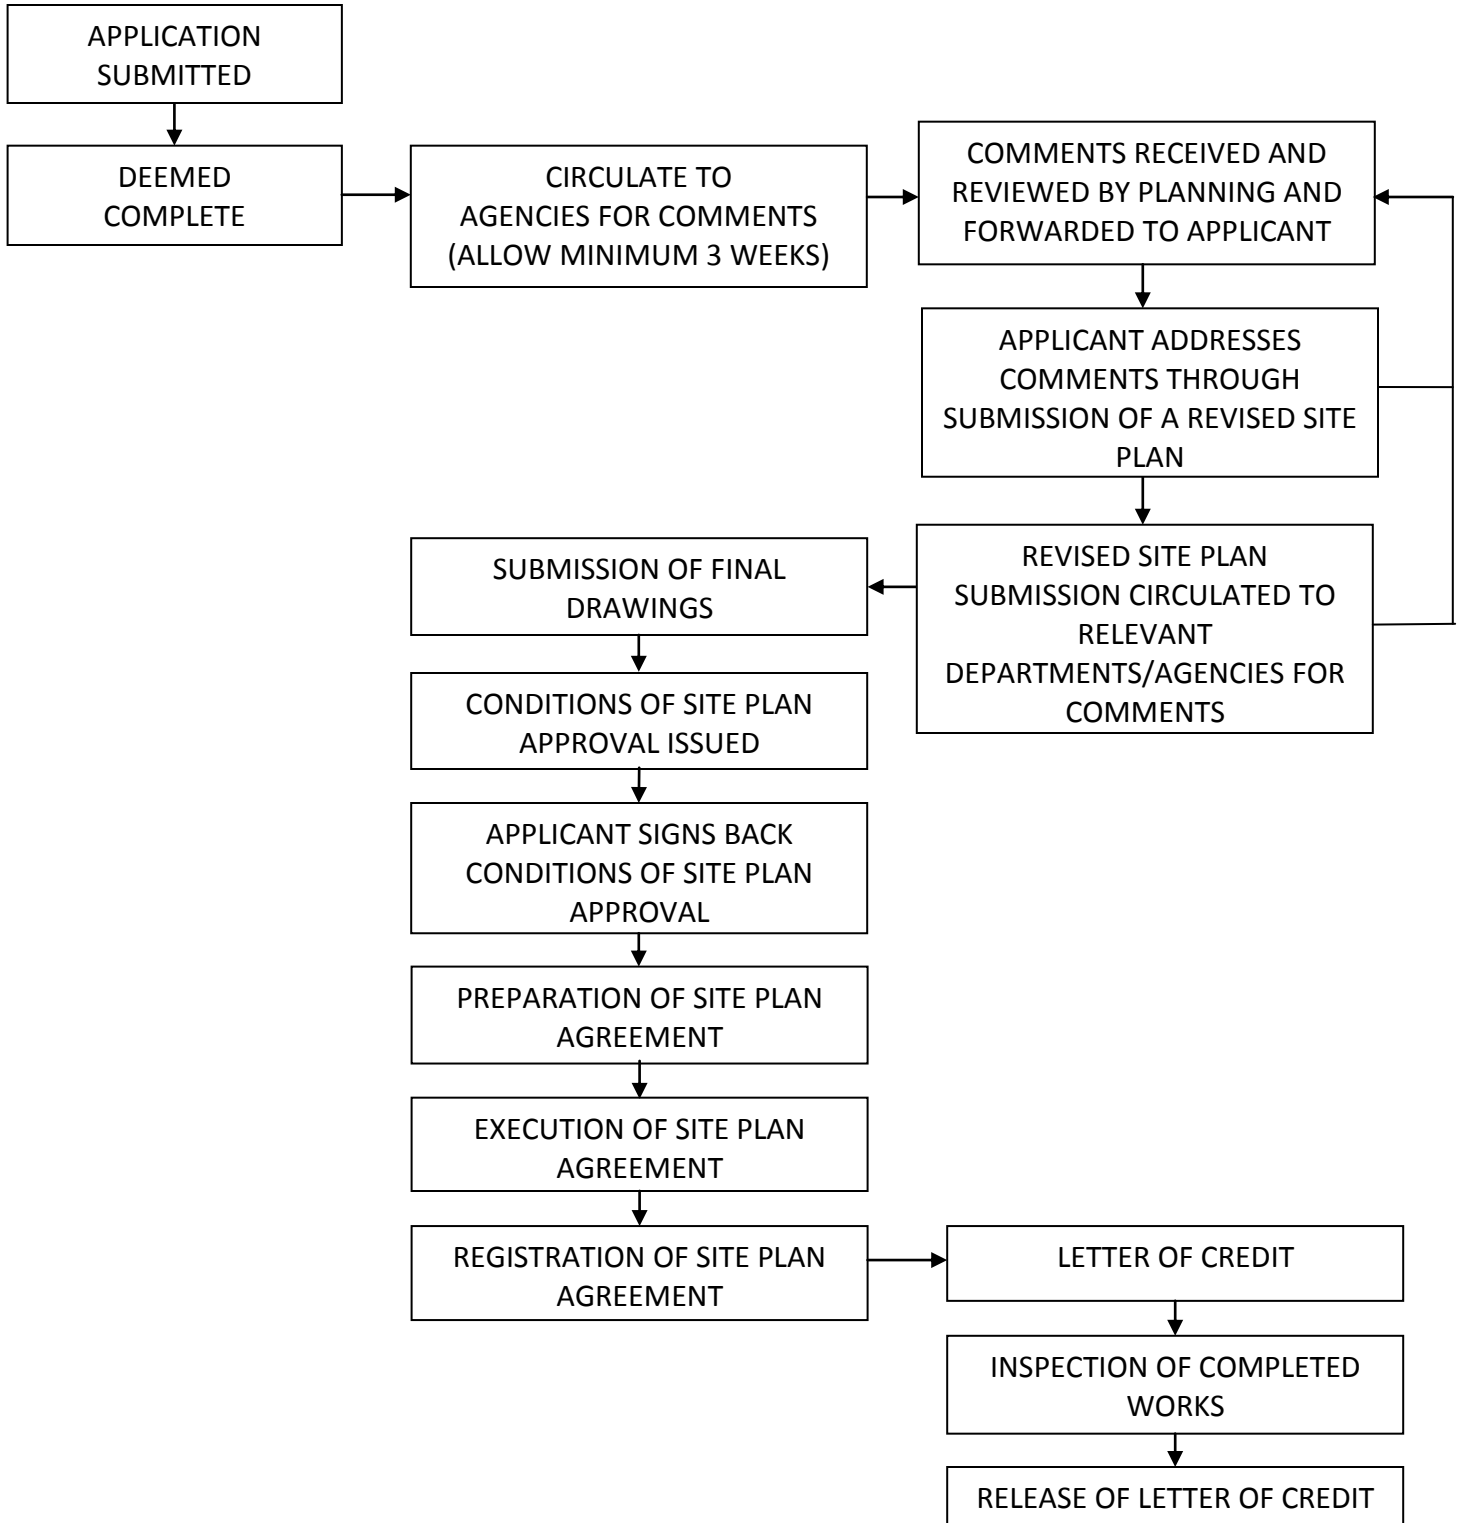 APPLICATION
SUBMITTED
DEEMED
COMPLETE
CIRCULATE TO
AGENCIES FOR COMMENTS
(ALLOW MINIMUM 3 WEEKS)
COMMENTS RECEIVED AND
REVIEWED BY PLANNING AND
FORWARDED TO APPLICANT
APPLICANT ADDRESSES
COMMENTS THROUGH
SUBMISSION OF A REVISED SITE
PLAN
REVISED SITE PLAN
SUBMISSION CIRCULATED TO
RELEVANT
DEPARTMENTS/AGENCIES FOR
COMMENTS
SUBMISSION OF FINAL
DRAWINGS
CONDITIONS OF SITE PLAN
APPROVAL ISSUED
APPLICANT SIGNS BACK
CONDITIONS OF SITE PLAN
APPROVAL
PREPARATION OF SITE PLAN
AGREEMENT
EXECUTION OF SITE PLAN
AGREEMENT
REGISTRATION OF SITE PLAN
AGREEMENT
LETTER OF CREDIT
INSPECTION OF COMPLETED
WORKS
RELEASE OF LETTER OF CREDIT